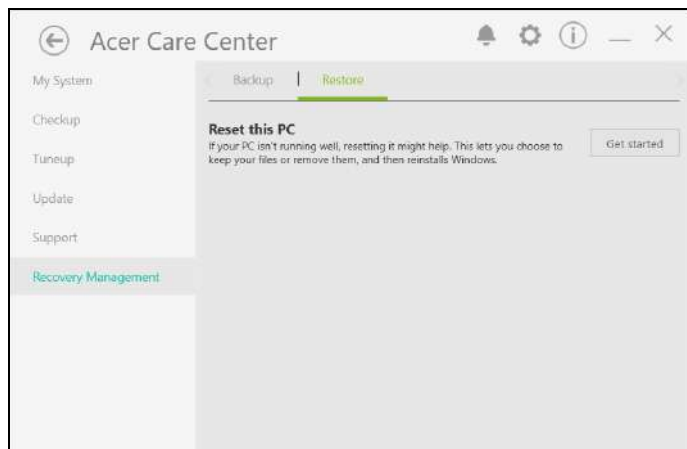 Acer Care Center
My System
Checkup
Tuneup
Update
Support
Recovery Management
Backup | Restore
Reset this PC
If your PC isn't running well, resetting it might help. This lets you choose to
keep your files or remove them, and then reinstalls Windows.
Get started